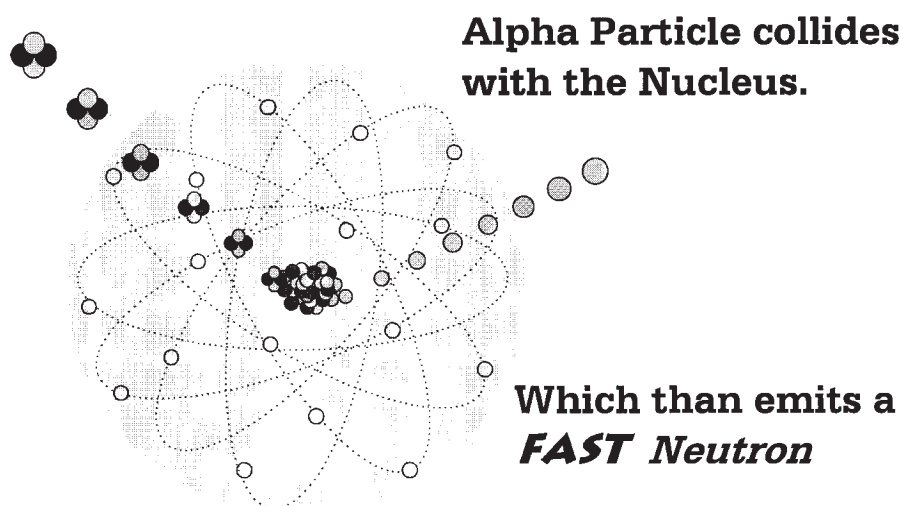 Alpha Particle collides
with the Nucleus.
Which than emits a
FAST Neutron